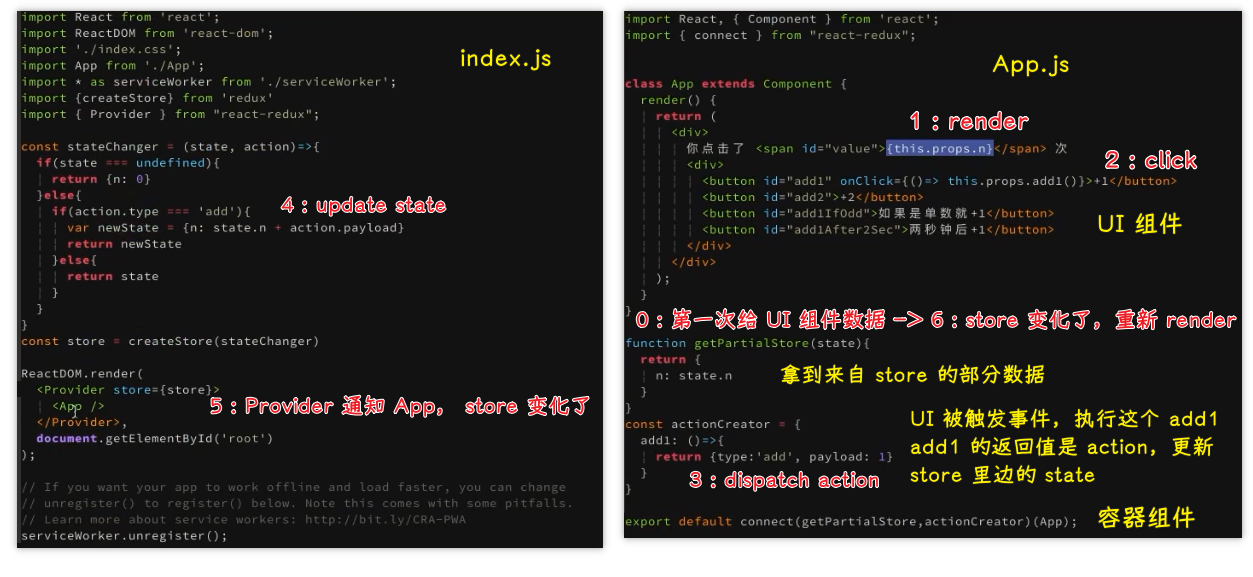 import React from 'react';
import ReactDOM from 'react-dom';
import './index.css';
import App from './App';
import * as serviceWorker from './serviceWorker';
import {createStore} from 'redux'
import { Provider } from "react-redux";
index.js
const stateChanger = (state, action)=>{
if(state === undefined){
return {n: 0}
}else{
if(action.type === 'add'){
4：update state
var newState = {n: state.n + action.payload}
return newState
}else{
return state
}
}
}
const store = createStore(stateChanger)
ReactDOM.render(
<Provider store={store}>
<App />
5：Provider 通知 App， store 变化了
</Provider>,
document.getElementById('root')
);
// If you want your app to work offline and load faster, you can change
// unregister() to register() below. Note this comes with some pitfalls.
// Learn more about service workers: http://bit.ly/CRA-PWA
serviceWorker.unregister();
import React, { Component } from 'react';
import { connect } from "react-redux";
App.js
class App extends Component {
render() {
return (
1：render
<div>
你点击了 <span id="value">{this.props.n}</span> 次
<div>
2：click
<button id="add1" onClick={()=> this.props.add1()}>+1</button>
<button id="add2">+2</button>
<button id="add1IfOdd">如果是单数就+1</button>
<button id="add1After2Sec">两秒钟后+1</button>
UI 组件
</div>
</div>
);
}
}
0：第一次给 UI 组件数据 —> 6：store 变化了，重新 render
function getPartialStore(state){
return {
n: state.n
拿到来自 store 的部分数据
}
}
const actionCreator = {
add1: ()=>{
return {type:'add', payload: 1}
}
}
UI 被触发事件，执行这个 add1
add1 的返回值是 action，更新
store 里边的 state
3：dispatch action
export default connect(getPartialStore,actionCreator)(App);
容器组件